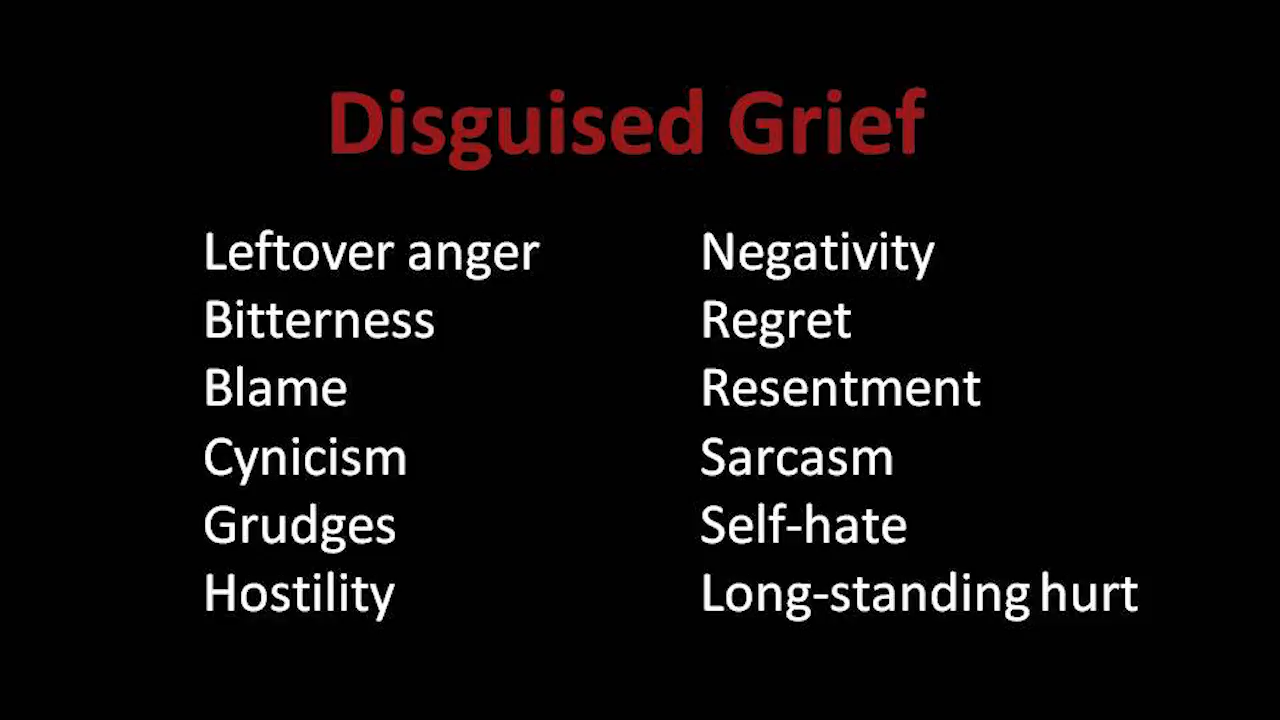 Disguised Grief
Leftover anger
Bitterness
Blame
Cynicism
Grudges
Hostility
Negativity
Regret
Resentment
Sarcasm
Self-hate
Long-standing hurt